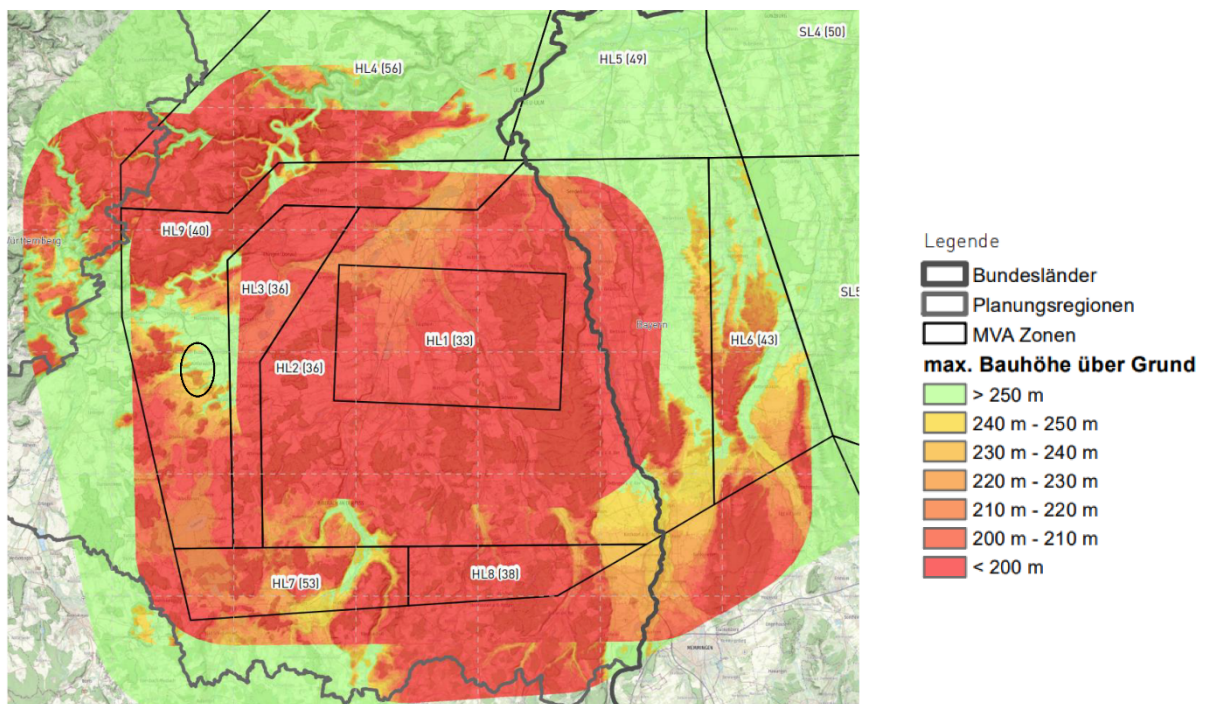 SL4 (50)
HL5 (49)
HL4 (56)
HL9 (40)
HL3 (36)
SL5
Bayern
HL1 (33)
HL6 (43)
HL2 (36)
HL7 (53)
HL8 (38)
MEMMINGEN
Legende
Bundesländer
Planungsregionen
MVA Zonen
max. Bauhöhe über Grund
> 250 m
240 m - 250 m
230 m - 240 m
220 m - 230 m
210 m - 220 m
200 m - 210 m
< 200 m